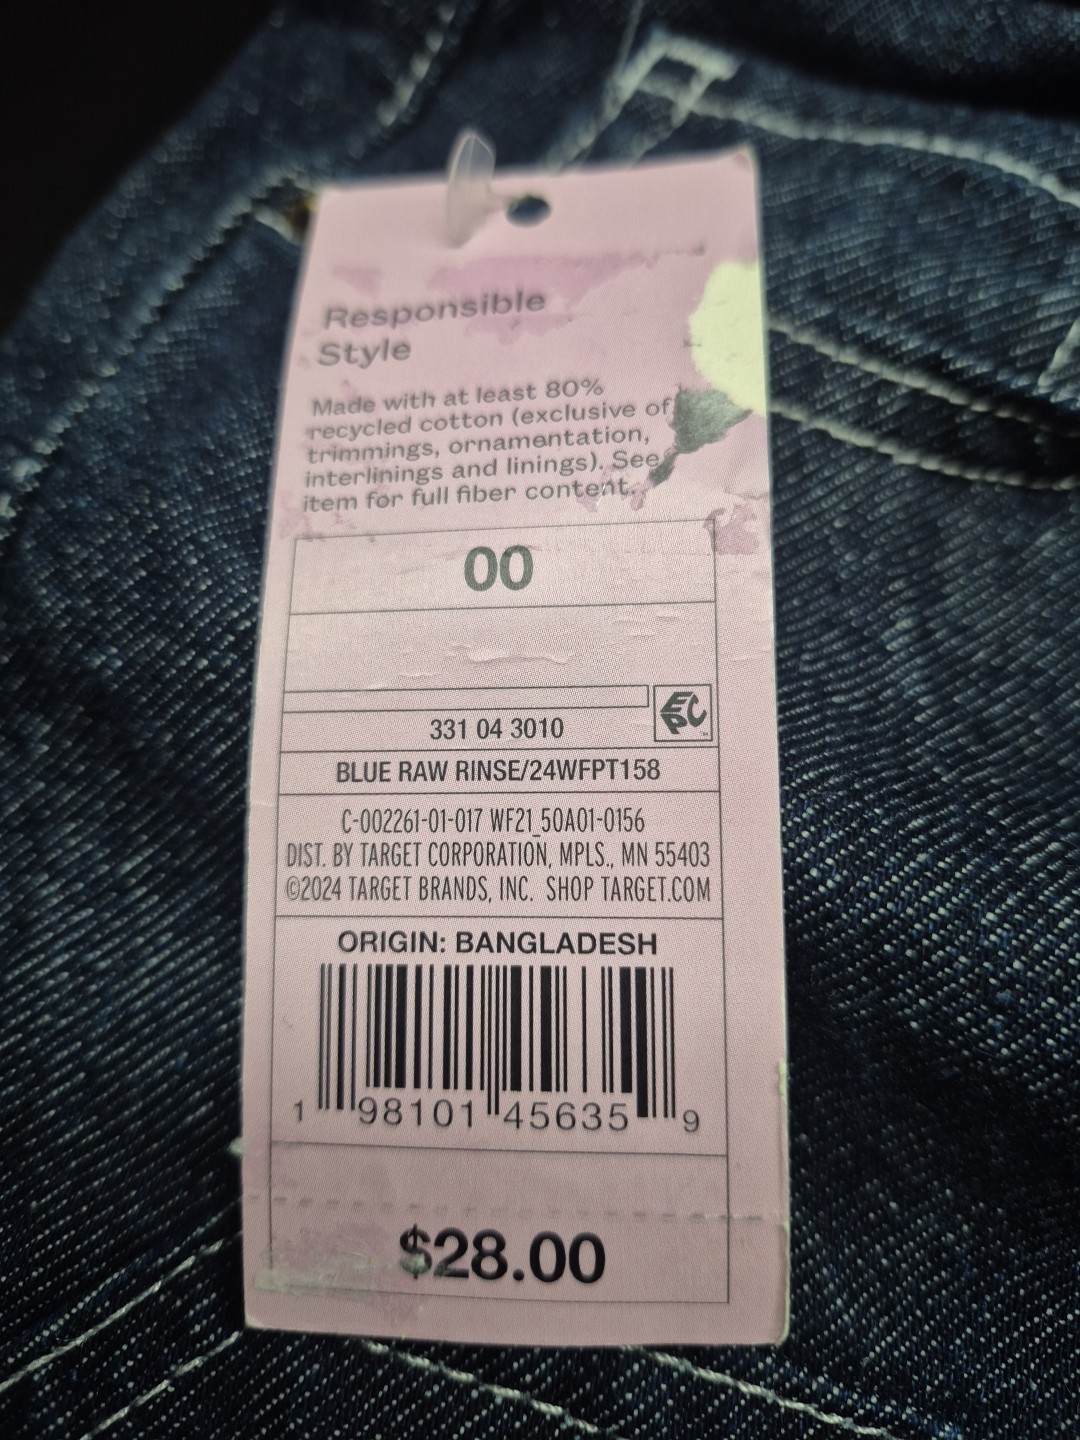 Responsible
Style
Made with at least 80%
recycled cotton (exclusive of
trimmings, ornamentation,
interlinings and linings). See
item for full fiber content.
00
EPC
331 04 3010
BLUE RAW RINSE/24WFPT158
C-002261-01-017 WF21_50A01-0156
DIST. BY TARGET CORPORATION, MPLS., MN 55403
©2024 TARGET BRANDS, INC. SHOP TARGET.COM
ORIGIN: BANGLADESH
1 98101 45635 9
$28.00